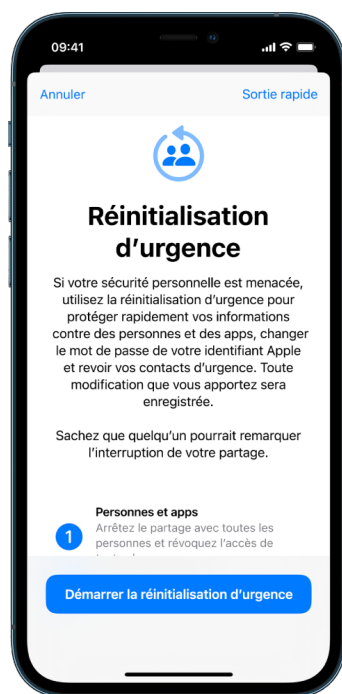 09:41
Annuler Sortie rapide
Réinitialisation
d'urgence
Si votre sécurité personnelle est menacée,
utilisez la réinitialisation d'urgence pour
protéger rapidement vos informations
contre des personnes et des apps, changer
le mot de passe de votre identifiant Apple
et revoir vos contacts d'urgence. Toute
modification que vous apportez sera
enregistrée.
Sachez que quelqu'un pourrait remarquer
l'interruption de votre partage.
Personnes et apps
1 Arrêtez le partage avec toutes les
personnes et révoquez l'accès de
Démarrer la réinitialisation d'urgence